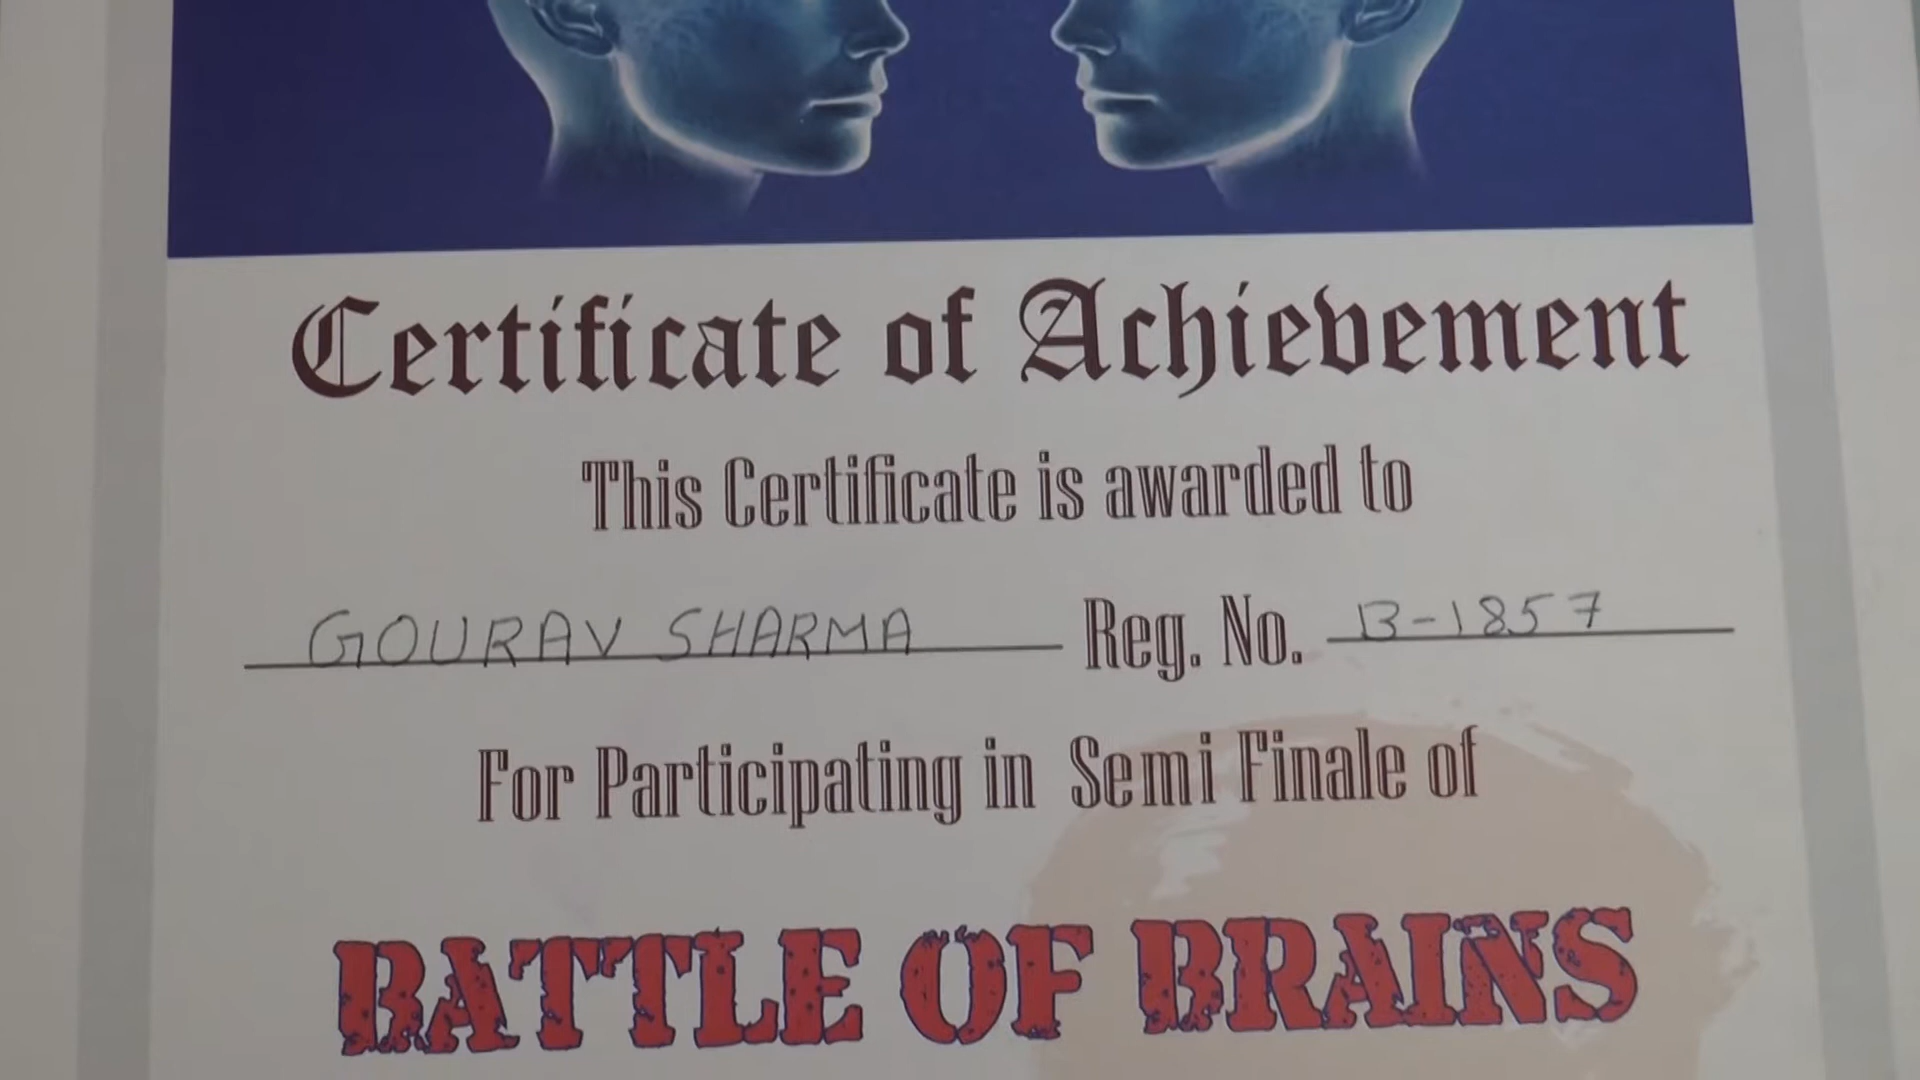 Certificate of Achievement
This Certificate is awarded to
GOURAV SHARMA Reg. No. B-1857
For Participating in Semi Finale of
BATTLE OF BRAINS